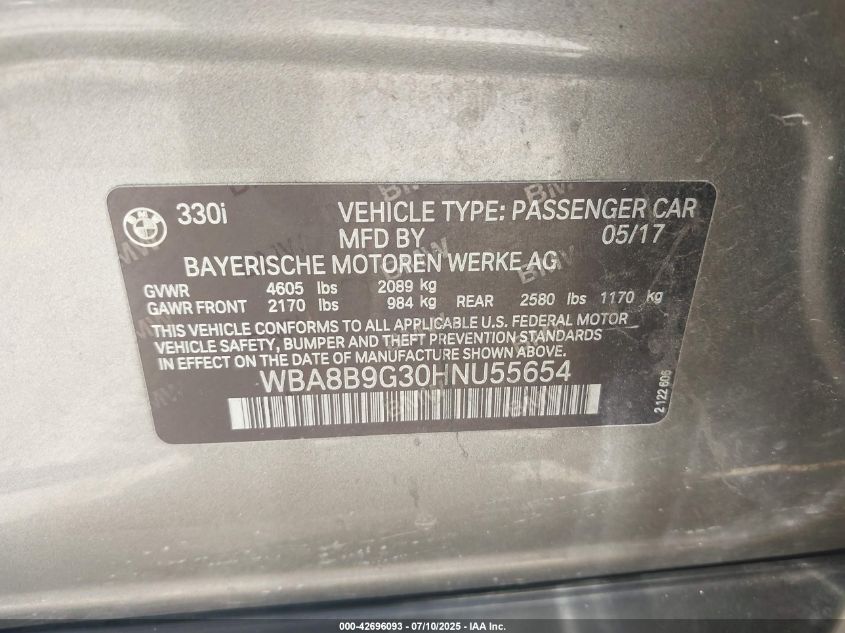 330i VEHICLE TYPE: PASSENGER CAR
MFD BY 05/17
BAYERISCHE MOTOREN WERKE AG
GVWR 4605 lbs 2089 kg
GAWR FRONT 2170 lbs 984 kg REAR 2580 lbs 1170 kg
THIS VEHICLE CONFORMS TO ALL APPLICABLE U.S. FEDERAL MOTOR
VEHICLE SAFETY, BUMPER AND THEFT PREVENTION STANDARDS
IN EFFECT ON THE DATE OF MANUFACTURE SHOWN ABOVE.
WBA8B9G30HNU55654
2 122 606
000-42696093 - 07/10/2025 - IAA Inc.